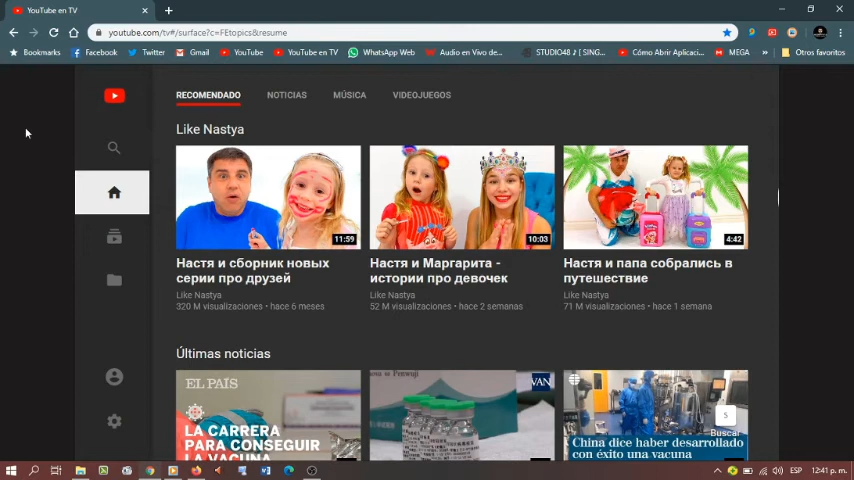 YouTube en TV
youtube.com/tv#/surface?c=FEtopics&resume
Bookmarks
Facebook
Twitter
Gmail
YouTube
YouTube en TV
WhatsApp Web
Audio en Vivo de...
STUDIO48 ♪ [ SING...
Cómo Abrir Aplicaci...
MEGA
»
Otros favoritos
RECOMENDADO
NOTICIAS
MÚSICA
VIDEOJUEGOS
Like Nastya
11:59
10:03
4:42
Настя и сборник новых
серии про друзей
Like Nastya
320 M visualizaciones • hace 6 meses
Настя и Маргарита -
истории про девочек
Like Nastya
52 M visualizaciones • hace 2 semanas
Настя и папа собрались в
путешествие
Like Nastya
71 M visualizaciones • hace 1 semana
Últimas noticias
EL PAÍS
LA CARRERA
PARA CONSEGUIR
LA VACUNA
VAN
S
Buscar
China dice haber desarrollado
con éxito una vacuna
ESP
12:41 p. m.